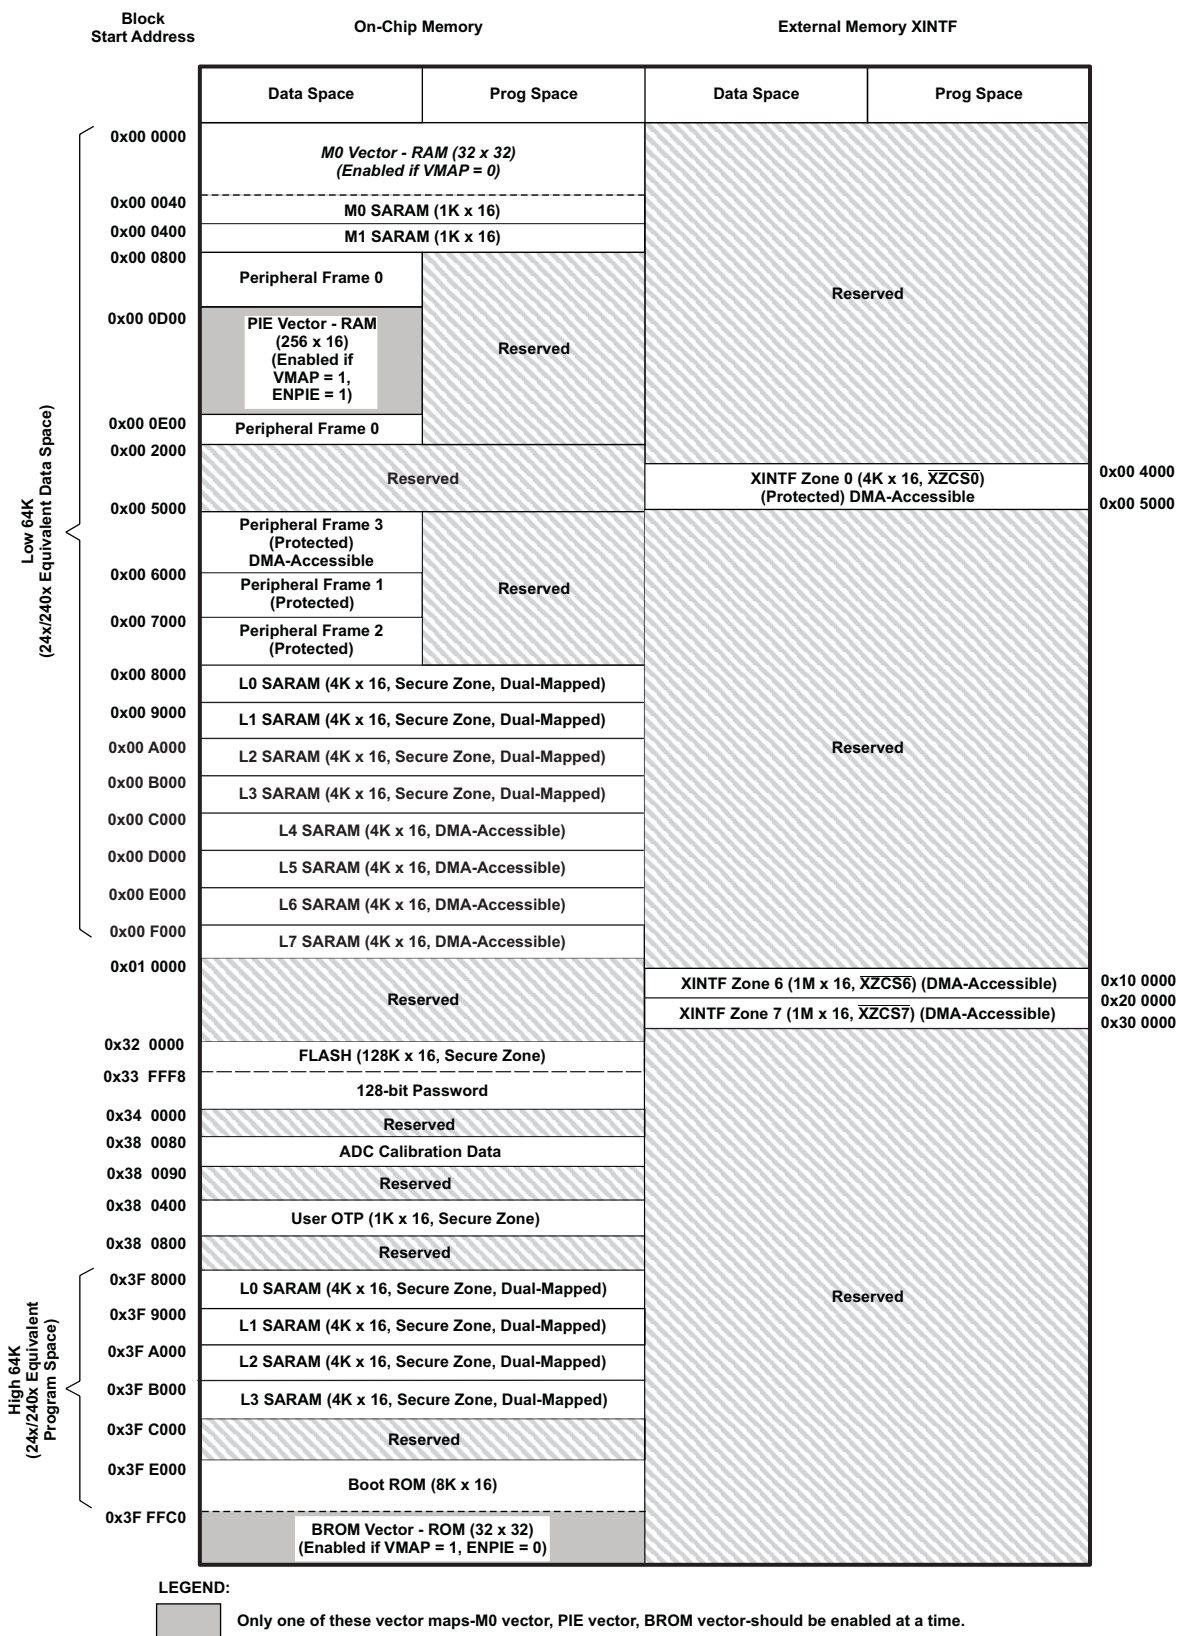 Block
Start Address
On-Chip Memory
External Memory XINTF
Data Space
Prog Space
Data Space
Prog Space
0x00 0000
M0 Vector - RAM (32 x 32)
(Enabled if VMAP = 0)
0x00 0040
M0 SARAM (1K x 16)
0x00 0400
M1 SARAM (1K x 16)
0x00 0800
Peripheral Frame 0
Reserved
0x00 0D00
PIE Vector - RAM
(256 x 16)
(Enabled if
VMAP = 1,
ENPIE = 1)
Reserved
0x00 0E00
Peripheral Frame 0
0x00 2000
Reserved
XINTF Zone 0 (4K x 16, XZCS0)
(Protected) DMA-Accessible
0x00 4000
0x00 5000
0x00 5000
Peripheral Frame 3
(Protected)
DMA-Accessible
0x00 6000
Peripheral Frame 1
(Protected)
Reserved
0x00 7000
Peripheral Frame 2
(Protected)
Low 64K
(24x/240x Equivalent Data Space)
0x00 8000
L0 SARAM (4K x 16, Secure Zone, Dual-Mapped)
0x00 9000
L1 SARAM (4K x 16, Secure Zone, Dual-Mapped)
0x00 A000
L2 SARAM (4K x 16, Secure Zone, Dual-Mapped)
Reserved
0x00 B000
L3 SARAM (4K x 16, Secure Zone, Dual-Mapped)
0x00 C000
L4 SARAM (4K x 16, DMA-Accessible)
0x00 D000
L5 SARAM (4K x 16, DMA-Accessible)
0x00 E000
L6 SARAM (4K x 16, DMA-Accessible)
0x00 F000
L7 SARAM (4K x 16, DMA-Accessible)
0x01 0000
Reserved
XINTF Zone 6 (1M x 16, XZCS6) (DMA-Accessible)
0x10 0000
XINTF Zone 7 (1M x 16, XZCS7) (DMA-Accessible)
0x20 0000
0x30 0000
0x32 0000
FLASH (128K x 16, Secure Zone)
0x33 FFF8
128-bit Password
0x34 0000
Reserved
0x38 0080
ADC Calibration Data
0x38 0090
Reserved
0x38 0400
User OTP (1K x 16, Secure Zone)
0x38 0800
Reserved
0x3F 8000
L0 SARAM (4K x 16, Secure Zone, Dual-Mapped)
Reserved
0x3F 9000
L1 SARAM (4K x 16, Secure Zone, Dual-Mapped)
0x3F A000
L2 SARAM (4K x 16, Secure Zone, Dual-Mapped)
0x3F B000
L3 SARAM (4K x 16, Secure Zone, Dual-Mapped)
High 64K
(24x/240x Equivalent
Program Space)
0x3F C000
Reserved
0x3F E000
Boot ROM (8K x 16)
0x3F FFC0
BROM Vector - ROM (32 x 32)
(Enabled if VMAP = 1, ENPIE = 0)
LEGEND:
Only one of these vector maps-M0 vector, PIE vector, BROM vector-should be enabled at a time.